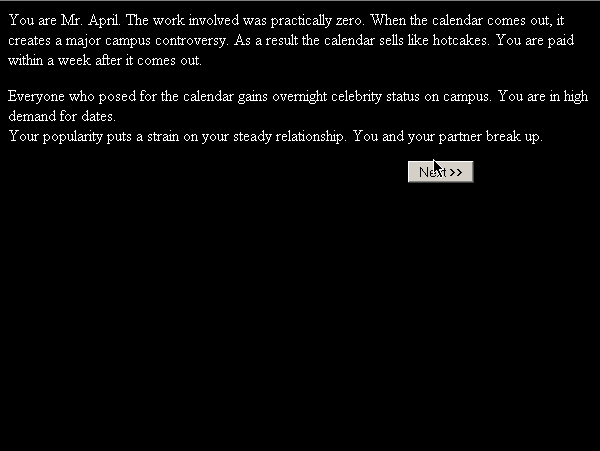 You are Mr. April. The work involved was practically zero. When the calendar comes out, it
creates a major campus controversy. As a result the calendar sells like hotcakes. You are paid
within a week after it comes out.
Everyone who posed for the calendar gains overnight celebrity status on campus. You are in high
demand for dates.
Your popularity puts a strain on your steady relationship. You and your partner break up.
Next >>